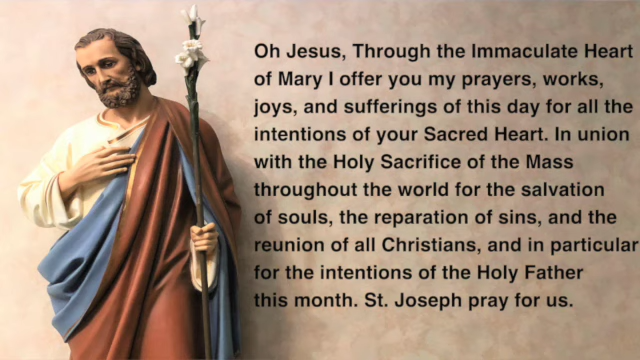 Oh Jesus, Through the Immaculate Heart
of Mary I offer you my prayers, works,
joys, and sufferings of this day for all the
intentions of your Sacred Heart. In union
with the Holy Sacrifice of the Mass
throughout the world for the salvation
of souls, the reparation of sins, and the
reunion of all Christians, and in particular
for the intentions of the Holy Father
this month. St. Joseph pray for us.